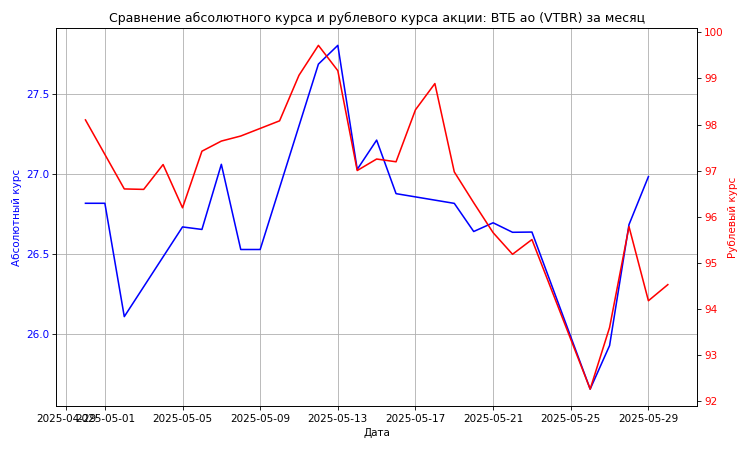 Сравнение абсолютного курса и рублевого курса акции: ВТБ ао (VTBR) за месяц
Абсолютный курс
27.5
27.0
26.5
26.0
100
99
98
97
96
95
94
93
92
Рублевый курс
2025-04-29 2025-05-01 2025-05-05 2025-05-09 2025-05-13 2025-05-17 2025-05-21 2025-05-25 2025-05-29
Дата